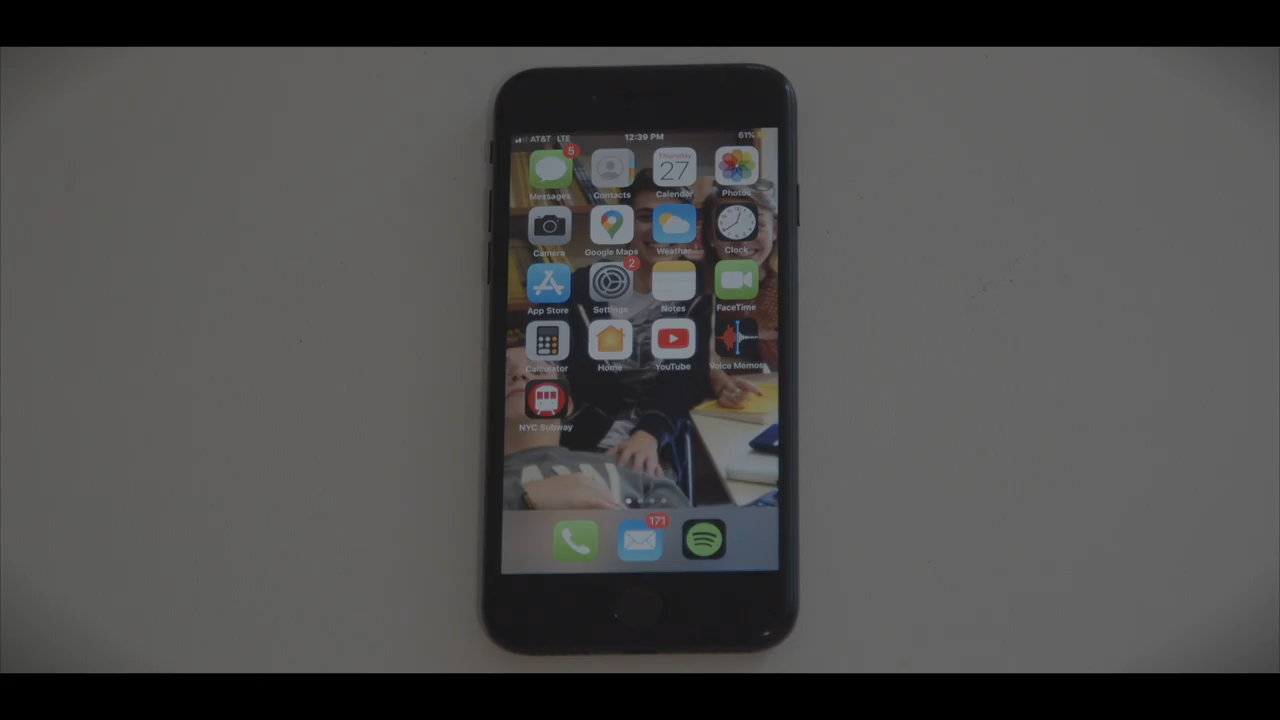 AT&T LTE 12:39 PM 61%
5
Thursday
27
Messages Contacts Calendar Photos
Camera Google Maps Weather Clock
2
App Store Settings Notes FaceTime
Calculator Home YouTube Voice Memos
NYC Subway
171